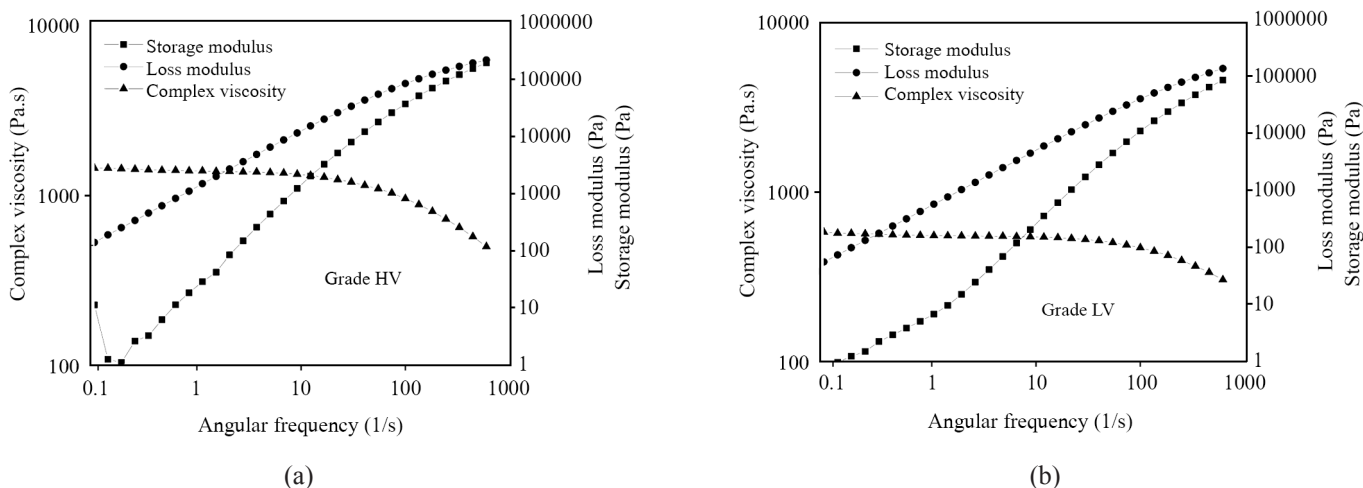 10000
1000
100
Complex viscosity (Pa.s)
Storage modulus
Loss modulus
Complex viscosity
Grade HV
1000000
100000
10000
1000
100
10
1
Loss modulus (Pa)
Storage modulus (Pa)
0.1 1 10 100 1000
Angular frequency (1/s)
(a)
10000
1000
100
Complex viscosity (Pa.s)
Storage modulus
Loss modulus
Complex viscosity
Grade LV
1000000
100000
10000
1000
100
10
1
Loss modulus (Pa)
Storage modulus (Pa)
0.1 1 10 100 1000
Angular frequency (1/s)
(b)